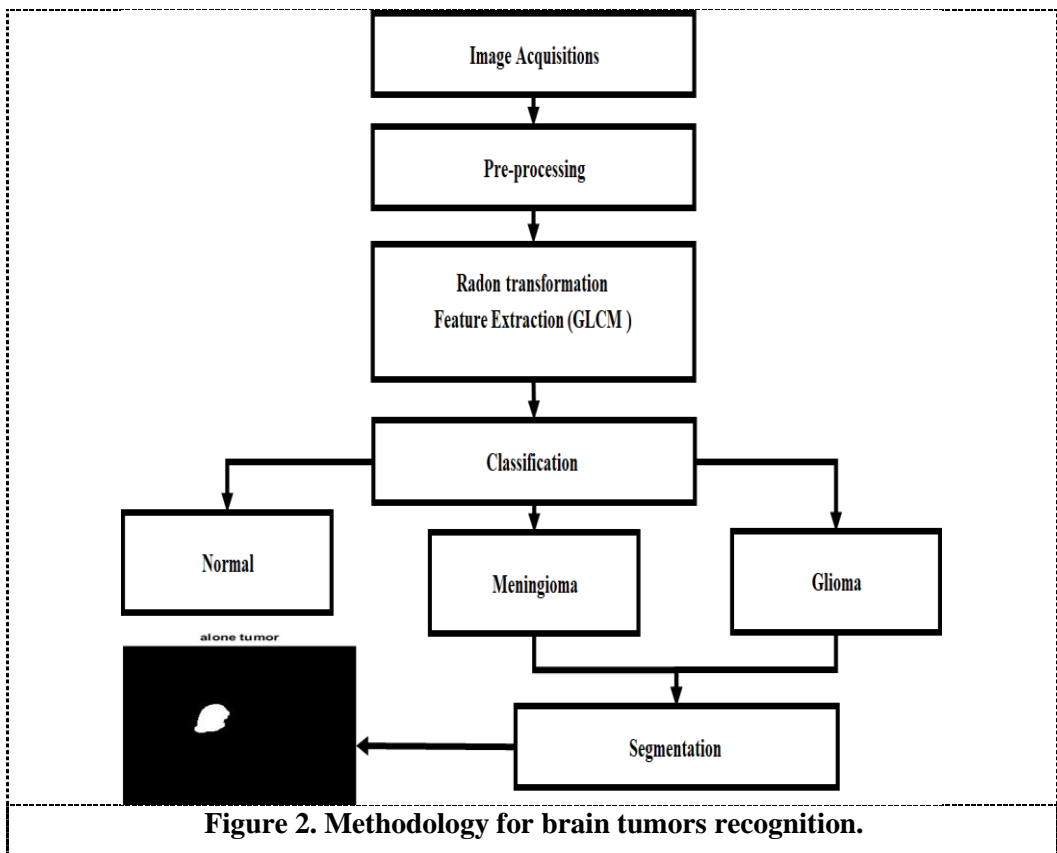 Image Acquisitions
Pre-processing
Radon transformation
Feature Extraction (GLCM )
Classification
Normal
Meningioma
Glioma
alone tumor
Segmentation
Figure 2. Methodology for brain tumors recognition.